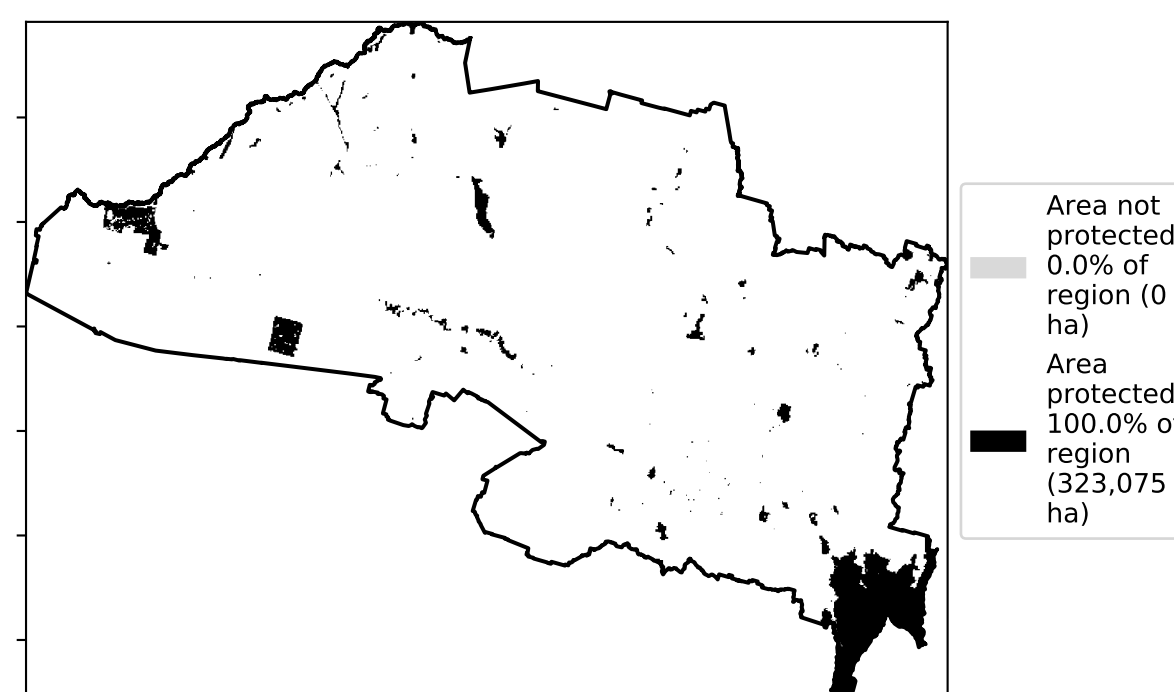 Area not
protected
0.0% of
region (0
ha)
Area
protected
100.0% of
region
(323,075
ha)